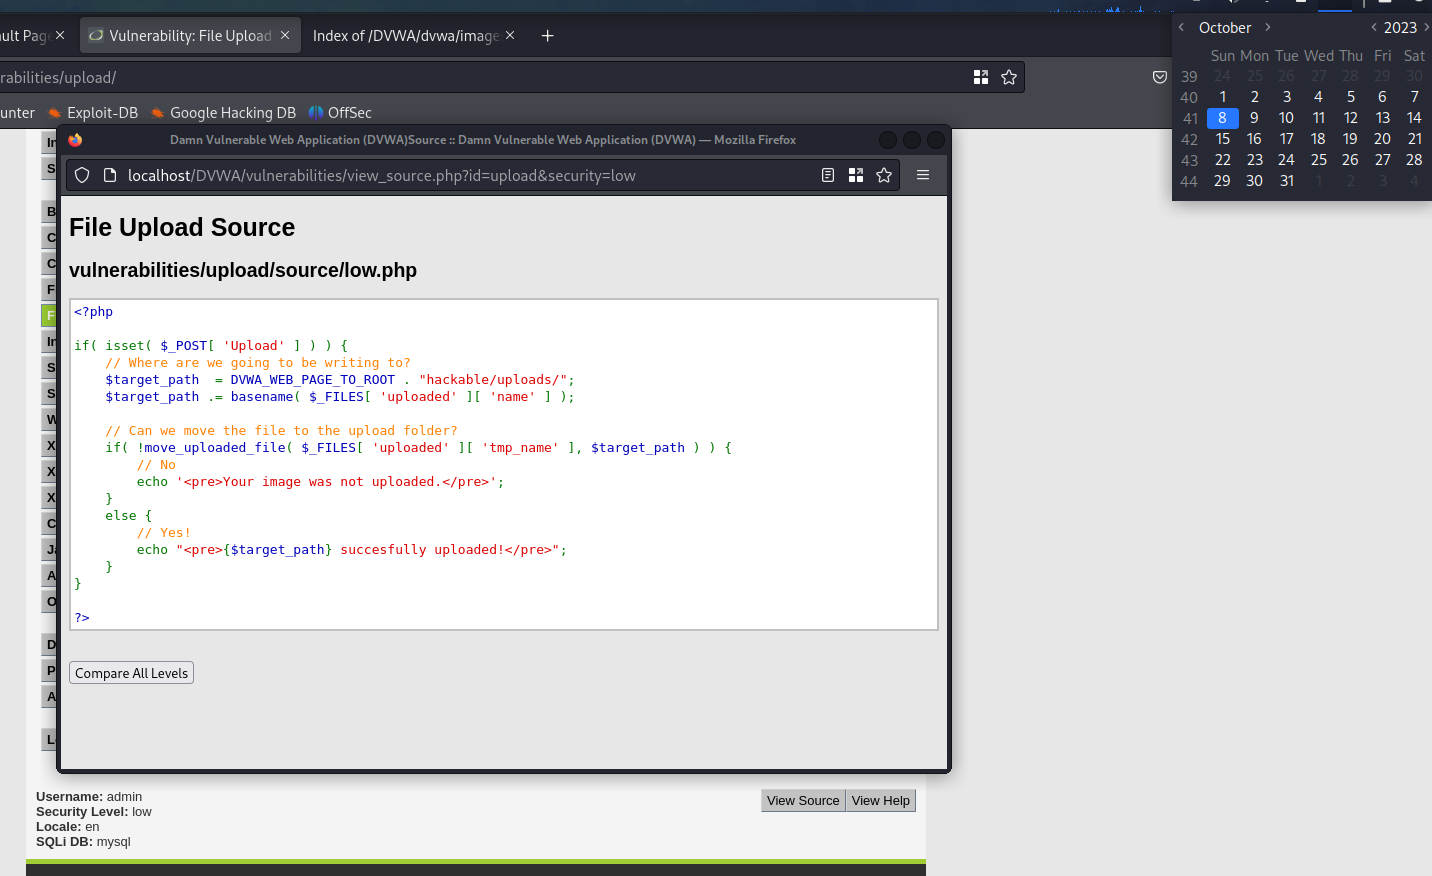 ault Page
Vulnerability: File Upload
Index of /DVWA/dvwa/image
rabilities/upload/
unter
Exploit-DB
Google Hacking DB
OffSec
October
2023
Sun Mon Tue Wed Thu Fri Sat
39 24 25 26 27 28 29 30
40 1 2 3 4 5 6 7
41 8 9 10 11 12 13 14
42 15 16 17 18 19 20 21
43 22 23 24 25 26 27 28
44 29 30 31 1 2 3 4
Damn Vulnerable Web Application (DVWA)Source :: Damn Vulnerable Web Application (DVWA) — Mozilla Firefox
localhost/DVWA/vulnerabilities/view_source.php?id=upload&security=low
File Upload Source
vulnerabilities/upload/source/low.php
<?php
if( isset( $_POST[ 'Upload' ] ) ) {
    // Where are we going to be writing to?
    $target_path  = DVWA_WEB_PAGE_TO_ROOT . "hackable/uploads/";
    $target_path .= basename( $_FILES[ 'uploaded' ][ 'name' ] );
    // Can we move the file to the upload folder?
    if( !move_uploaded_file( $_FILES[ 'uploaded' ][ 'tmp_name' ], $target_path ) ) {
        // No
        echo '<pre>Your image was not uploaded.</pre>';
    }
    else {
        // Yes!
        echo "<pre>{$target_path} succesfully uploaded!</pre>";
    }
}
?>
Compare All Levels
In
S
B
C
C
F
F
In
S
S
W
X
X
X
C
Ja
A
O
D
P
A
L
Username: admin
Security Level: low
Locale: en
SQLi DB: mysql
View Source
View Help